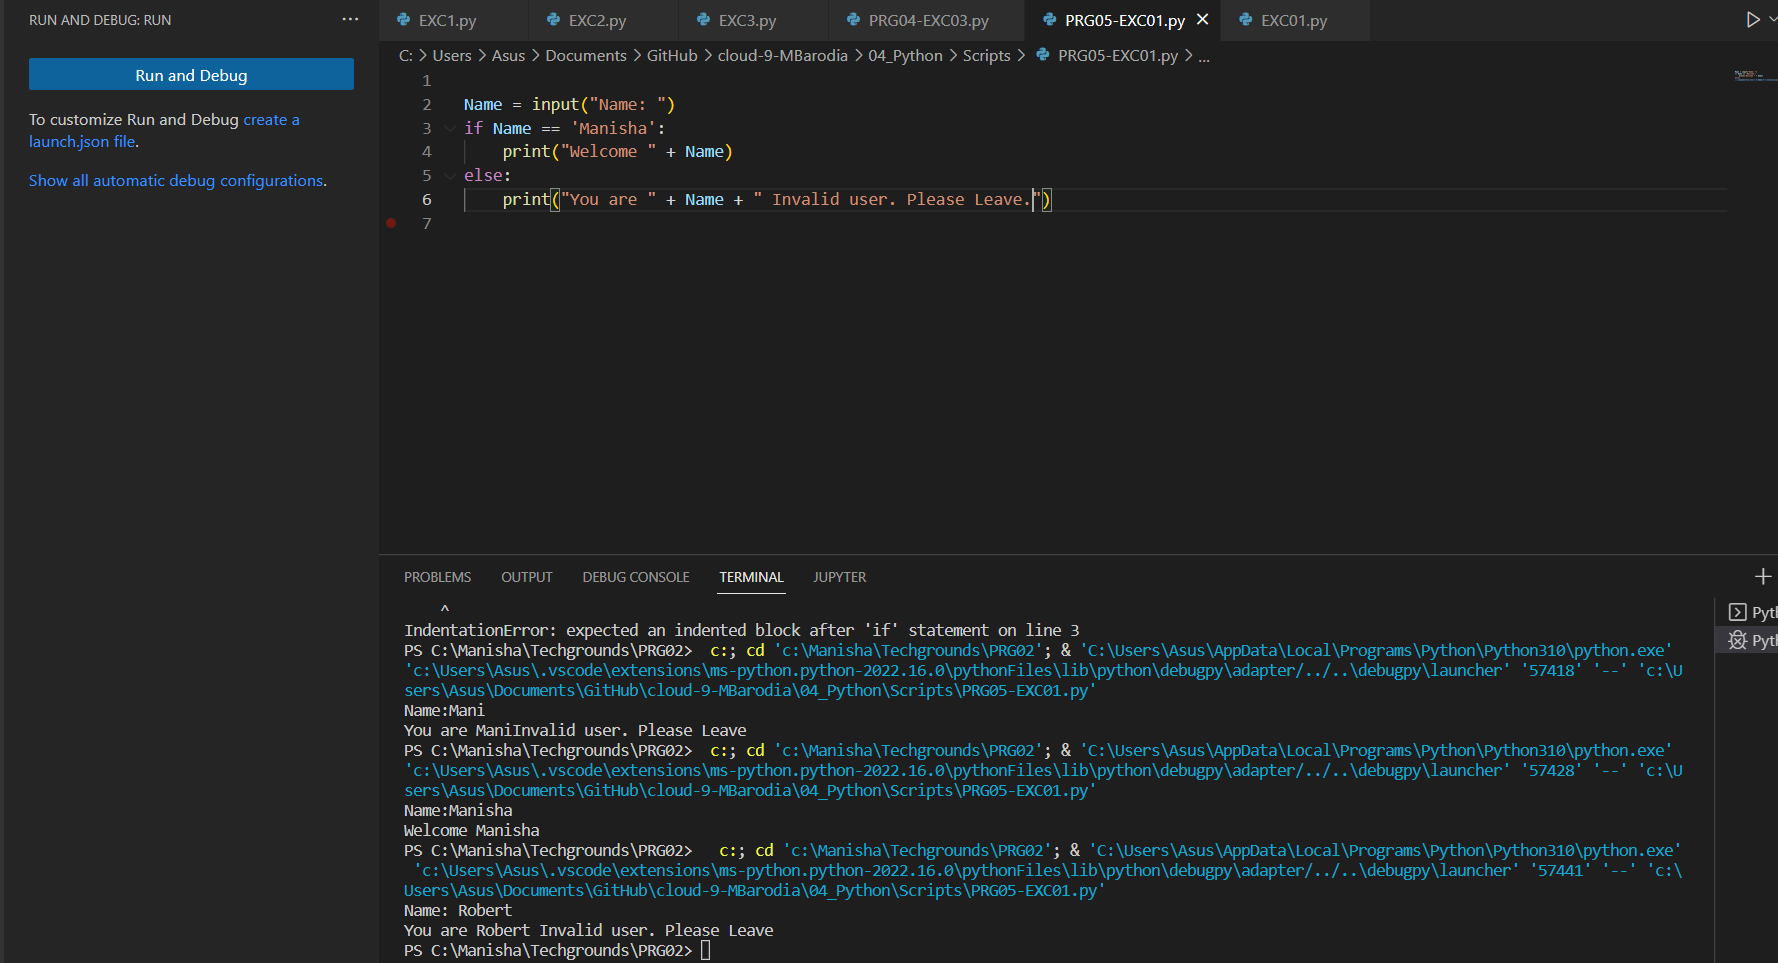 RUN AND DEBUG: RUN ...
Run and Debug
To customize Run and Debug create a
launch.json file.
Show all automatic debug configurations.
EXC1.py EXC2.py EXC3.py PRG04-EXC03.py PRG05-EXC01.py EXC01.py
C: > Users > Asus > Documents > GitHub > cloud-9-MBarodia > 04_Python > Scripts > PRG05-EXC01.py > ...
1
2 Name = input("Name: ")
3 if Name == 'Manisha':
4     print("Welcome " + Name)
5 else:
6     print("You are " + Name + " Invalid user. Please Leave.")
7
PROBLEMS OUTPUT DEBUG CONSOLE TERMINAL JUPYTER
^
IndentationError: expected an indented block after 'if' statement on line 3
PS C:\Manisha\Techgrounds\PRG02>  c:; cd 'c:\Manisha\Techgrounds\PRG02'; & 'C:\Users\Asus\AppData\Local\Programs\Python\Python310\python.exe'
'c:\Users\Asus\.vscode\extensions\ms-python.python-2022.16.0\pythonFiles\lib\python\debugpy\adapter/../..\debugpy\launcher' '57418' '--' 'c:\U
sers\Asus\Documents\GitHub\cloud-9-MBarodia\04_Python\Scripts\PRG05-EXC01.py'
Name:Mani
You are ManiInvalid user. Please Leave
PS C:\Manisha\Techgrounds\PRG02>  c:; cd 'c:\Manisha\Techgrounds\PRG02'; & 'C:\Users\Asus\AppData\Local\Programs\Python\Python310\python.exe'
'c:\Users\Asus\.vscode\extensions\ms-python.python-2022.16.0\pythonFiles\lib\python\debugpy\adapter/../..\debugpy\launcher' '57428' '--' 'c:\U
sers\Asus\Documents\GitHub\cloud-9-MBarodia\04_Python\Scripts\PRG05-EXC01.py'
Name:Manisha
Welcome Manisha
PS C:\Manisha\Techgrounds\PRG02>   c:; cd 'c:\Manisha\Techgrounds\PRG02'; & 'C:\Users\Asus\AppData\Local\Programs\Python\Python310\python.exe'
'c:\Users\Asus\.vscode\extensions\ms-python.python-2022.16.0\pythonFiles\lib\python\debugpy\adapter/../..\debugpy\launcher' '57441' '--' 'c:\
Users\Asus\Documents\GitHub\cloud-9-MBarodia\04_Python\Scripts\PRG05-EXC01.py'
Name: Robert
You are Robert Invalid user. Please Leave
PS C:\Manisha\Techgrounds\PRG02>